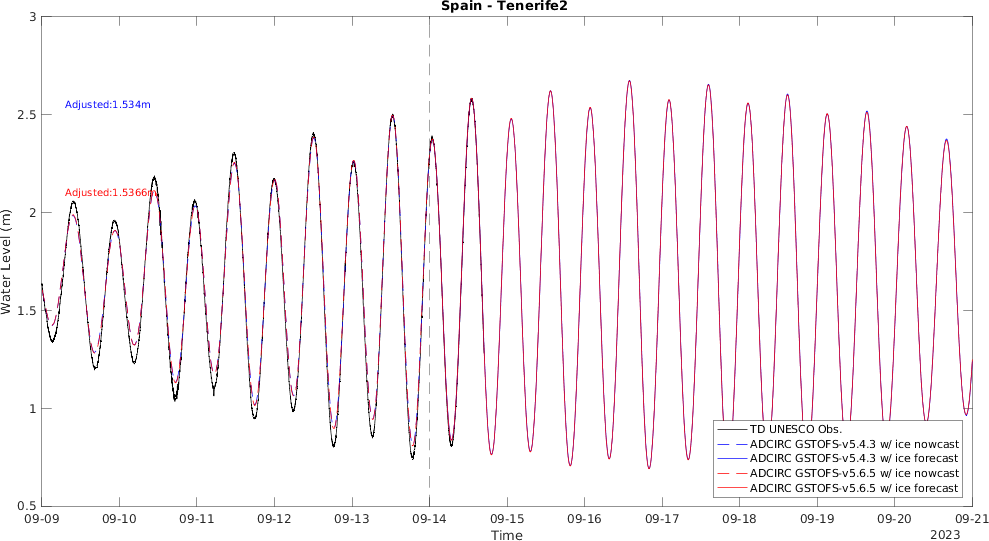 Spain - Tenerife2
3
2.5
2
1.5
1
0.5
Water Level (m)
Adjusted:1.534m
Adjusted:1.5366m
TD UNESCO Obs.
ADCIRC GSTOFS-v5.4.3 w/ ice nowcast
ADCIRC GSTOFS-v5.4.3 w/ ice forecast
ADCIRC GSTOFS-v5.6.5 w/ ice nowcast
ADCIRC GSTOFS-v5.6.5 w/ ice forecast
09-09 09-10 09-11 09-12 09-13 09-14 09-15 09-16 09-17 09-18 09-19 09-20 09-21
Time
2023